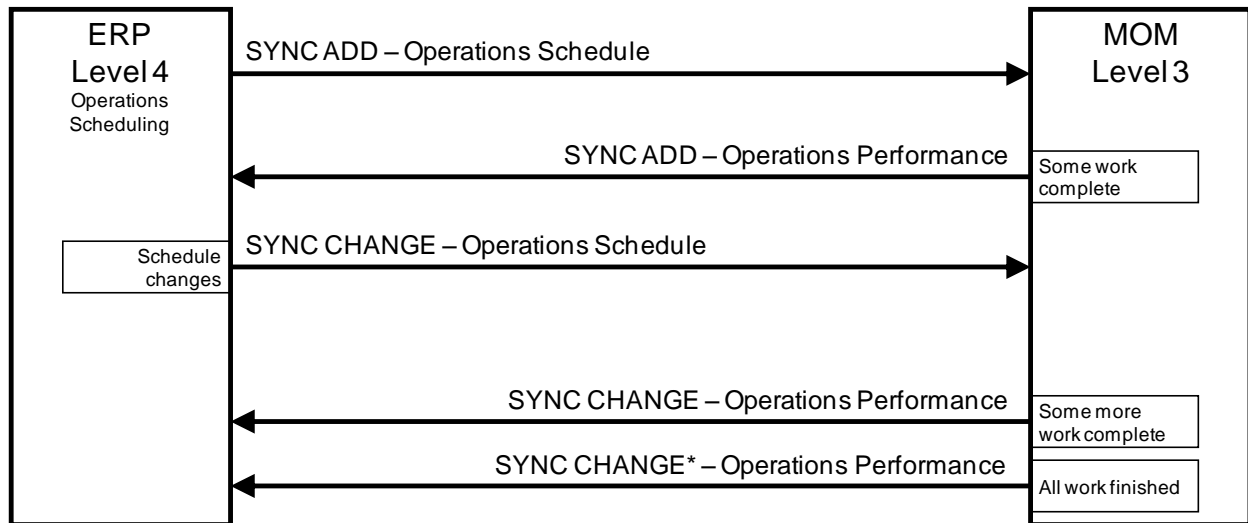 ERP
Level 4
Operations
Scheduling
MOM
Level 3
SYNC ADD – Operations Schedule
SYNC ADD – Operations Performance
Some work
complete
SYNC CHANGE – Operations Schedule
Schedule
changes
SYNC CHANGE – Operations Performance
Some more
work complete
SYNC CHANGE* – Operations Performance
All work finished